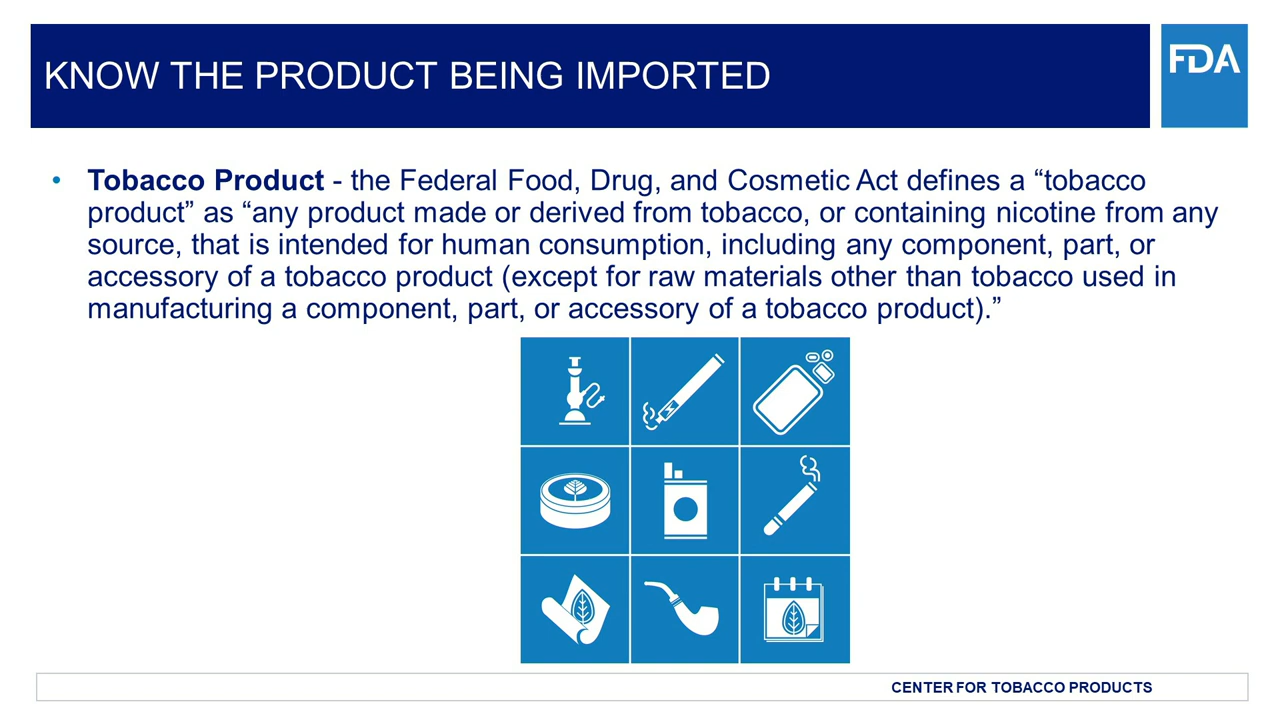 KNOW THE PRODUCT BEING IMPORTED
FDA
• Tobacco Product - the Federal Food, Drug, and Cosmetic Act defines a “tobacco
product” as “any product made or derived from tobacco, or containing nicotine from any
source, that is intended for human consumption, including any component, part, or
accessory of a tobacco product (except for raw materials other than tobacco used in
manufacturing a component, part, or accessory of a tobacco product).”
CENTER FOR TOBACCO PRODUCTS